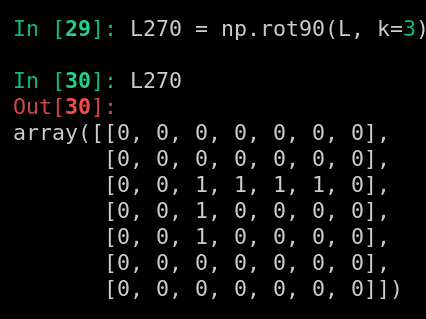 In [29]: L270 = np.rot90(L, k=3)
In [30]: L270
Out[30]:
array([[0, 0, 0, 0, 0, 0, 0],
       [0, 0, 0, 0, 0, 0, 0],
       [0, 0, 1, 1, 1, 1, 0],
       [0, 0, 1, 0, 0, 0, 0],
       [0, 0, 1, 0, 0, 0, 0],
       [0, 0, 0, 0, 0, 0, 0],
       [0, 0, 0, 0, 0, 0, 0]])